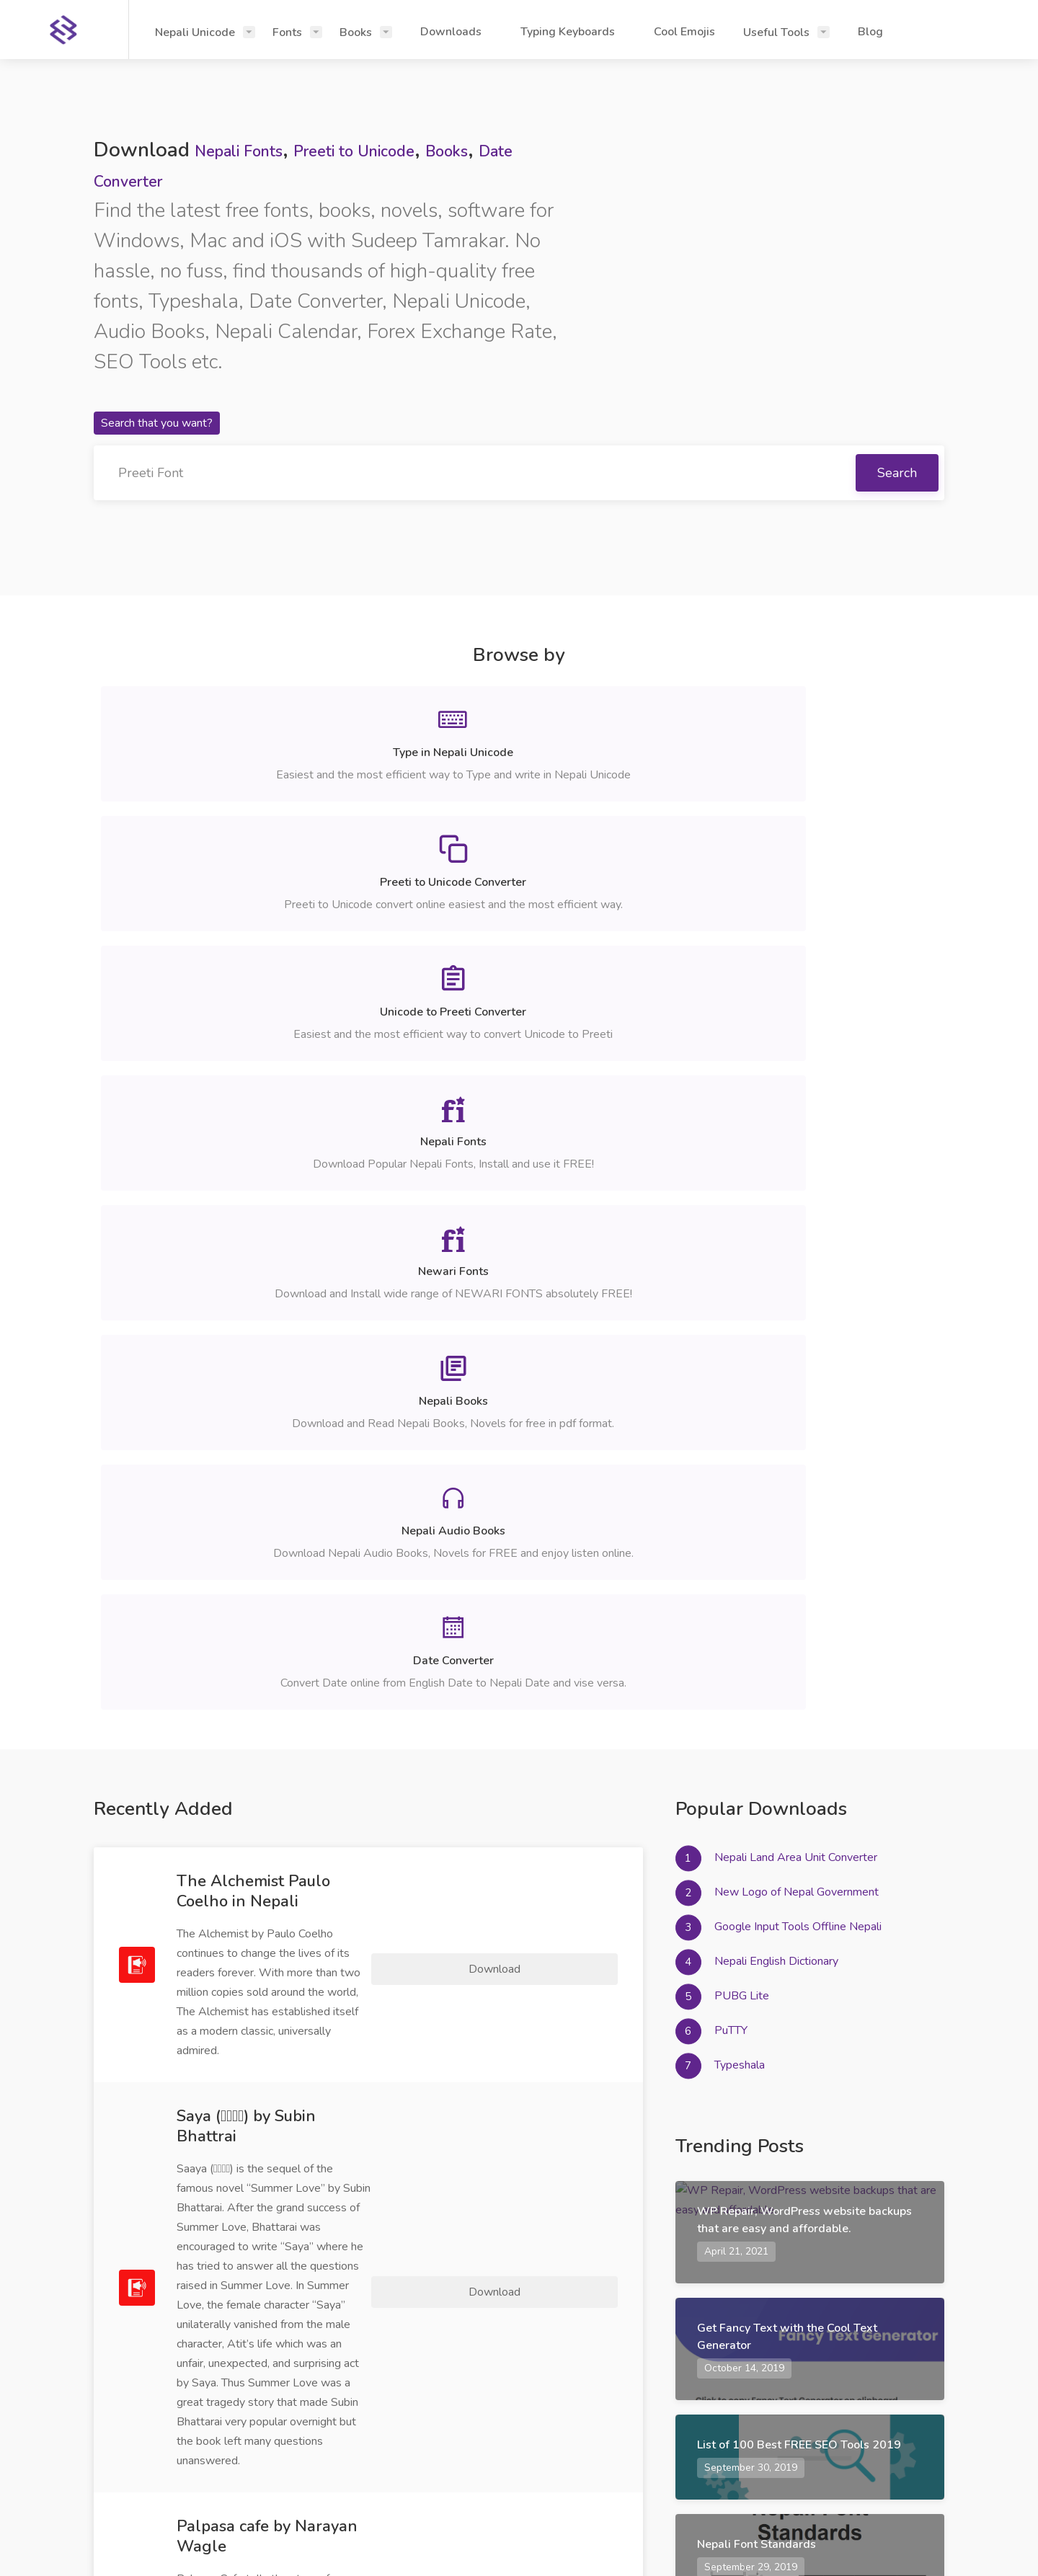 Nepali Unicode Fonts Books Downloads Typing Keyboards Cool Emojis Useful Tools Blog
Download Nepali Fonts, Preeti to Unicode, Books, Date
Converter
Find the latest free fonts, books, novels, software for
Windows, Mac and iOS with Sudeep Tamrakar. No
hassle, no fuss, find thousands of high-quality free
fonts, Typeshala, Date Converter, Nepali Unicode,
Audio Books, Nepali Calendar, Forex Exchange Rate,
SEO Tools etc.
Search that you want?
Preeti Font
Search
Browse by
Type in Nepali Unicode
Easiest and the most efficient way to Type and write in Nepali Unicode
Preeti to Unicode Converter
Preeti to Unicode convert online easiest and the most efficient way.
Unicode to Preeti Converter
Easiest and the most efficient way to convert Unicode to Preeti
Nepali Fonts
Download Popular Nepali Fonts, Install and use it FREE!
Newari Fonts
Download and Install wide range of NEWARI FONTS absolutely FREE!
Nepali Books
Download and Read Nepali Books, Novels for free in pdf format.
Nepali Audio Books
Download Nepali Audio Books, Novels for FREE and enjoy listen online.
Date Converter
Convert Date online from English Date to Nepali Date and vise versa.
Recently Added
The Alchemist Paulo
Coelho in Nepali
The Alchemist by Paulo Coelho
continues to change the lives of its
readers forever. With more than two
million copies sold around the world,
The Alchemist has established itself
as a modern classic, universally
admired.
Download
Saya () by Subin
Bhattrai
Saaya () is the sequel of the
famous novel “Summer Love” by Subin
Bhattarai. After the grand success of
Summer Love, Bhattarai was
encouraged to write “Saya” where he
has tried to answer all the questions
raised in Summer Love. In Summer
Love, the female character “Saya”
unilaterally vanished from the male
character, Atit’s life which was an
unfair, unexpected, and surprising act
by Saya. Thus Summer Love was a
great tragedy story that made Subin
Bhattarai very popular overnight but
the book left many questions
unanswered.
Download
Palpasa cafe by Narayan
Wagle
Popular Downloads
1 Nepali Land Area Unit Converter
2 New Logo of Nepal Government
3 Google Input Tools Offline Nepali
4 Nepali English Dictionary
5 PUBG Lite
6 PuTTY
7 Typeshala
Trending Posts
WP Repair, WordPress website backups that are
WP Repair, WordPress website backups
that are easy and affordable.
April 21, 2021
Get Fancy Text with the Cool Text
Generator
Fancy Text Generator
October 14, 2019
List of 100 Best FREE SEO Tools 2019
September 30, 2019
Standards
Nepali Font Standards
September 29, 2019